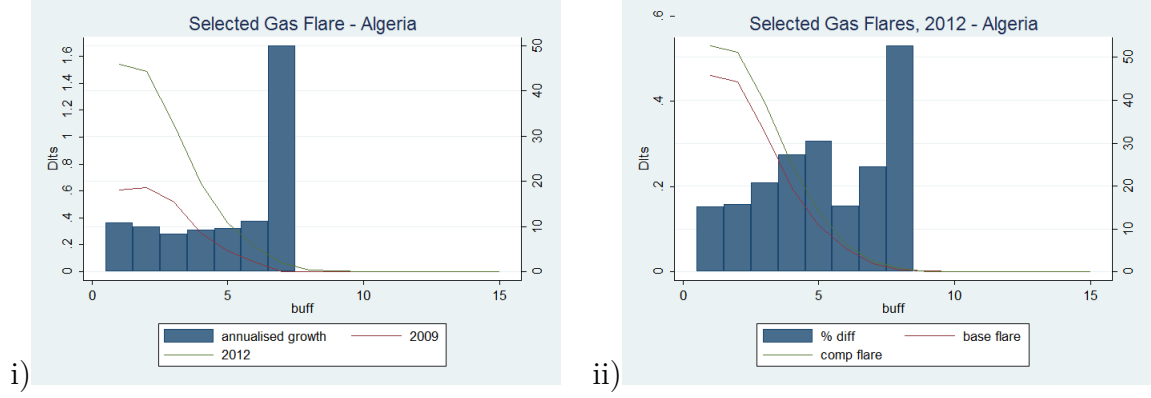 Selected Gas Flare - Algeria
Dlts
0 .2 .4 .6 .8 1 1.2 1.4 1.6
0 10 20 30 40 50
0 5 10 15
buff
annualised growth 2009
2012
i)
Selected Gas Flares, 2012 - Algeria
Dlts
0 .2 .4 .6
0 10 20 30 40 50
0 5 10 15
buff
% diff base flare
comp flare
ii)